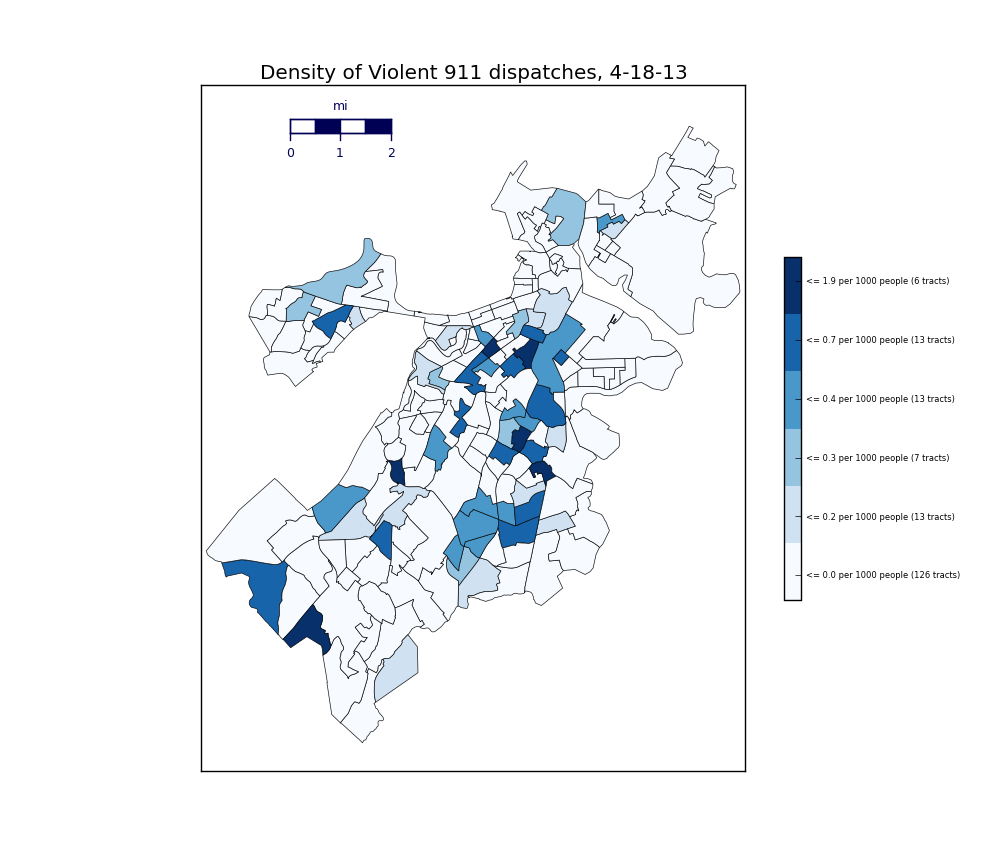 Density of Violent 911 dispatches, 4-18-13
mi
0 1 2
<= 1.9 per 1000 people (6 tracts)
<= 0.7 per 1000 people (13 tracts)
<= 0.4 per 1000 people (13 tracts)
<= 0.3 per 1000 people (7 tracts)
<= 0.2 per 1000 people (13 tracts)
<= 0.0 per 1000 people (126 tracts)